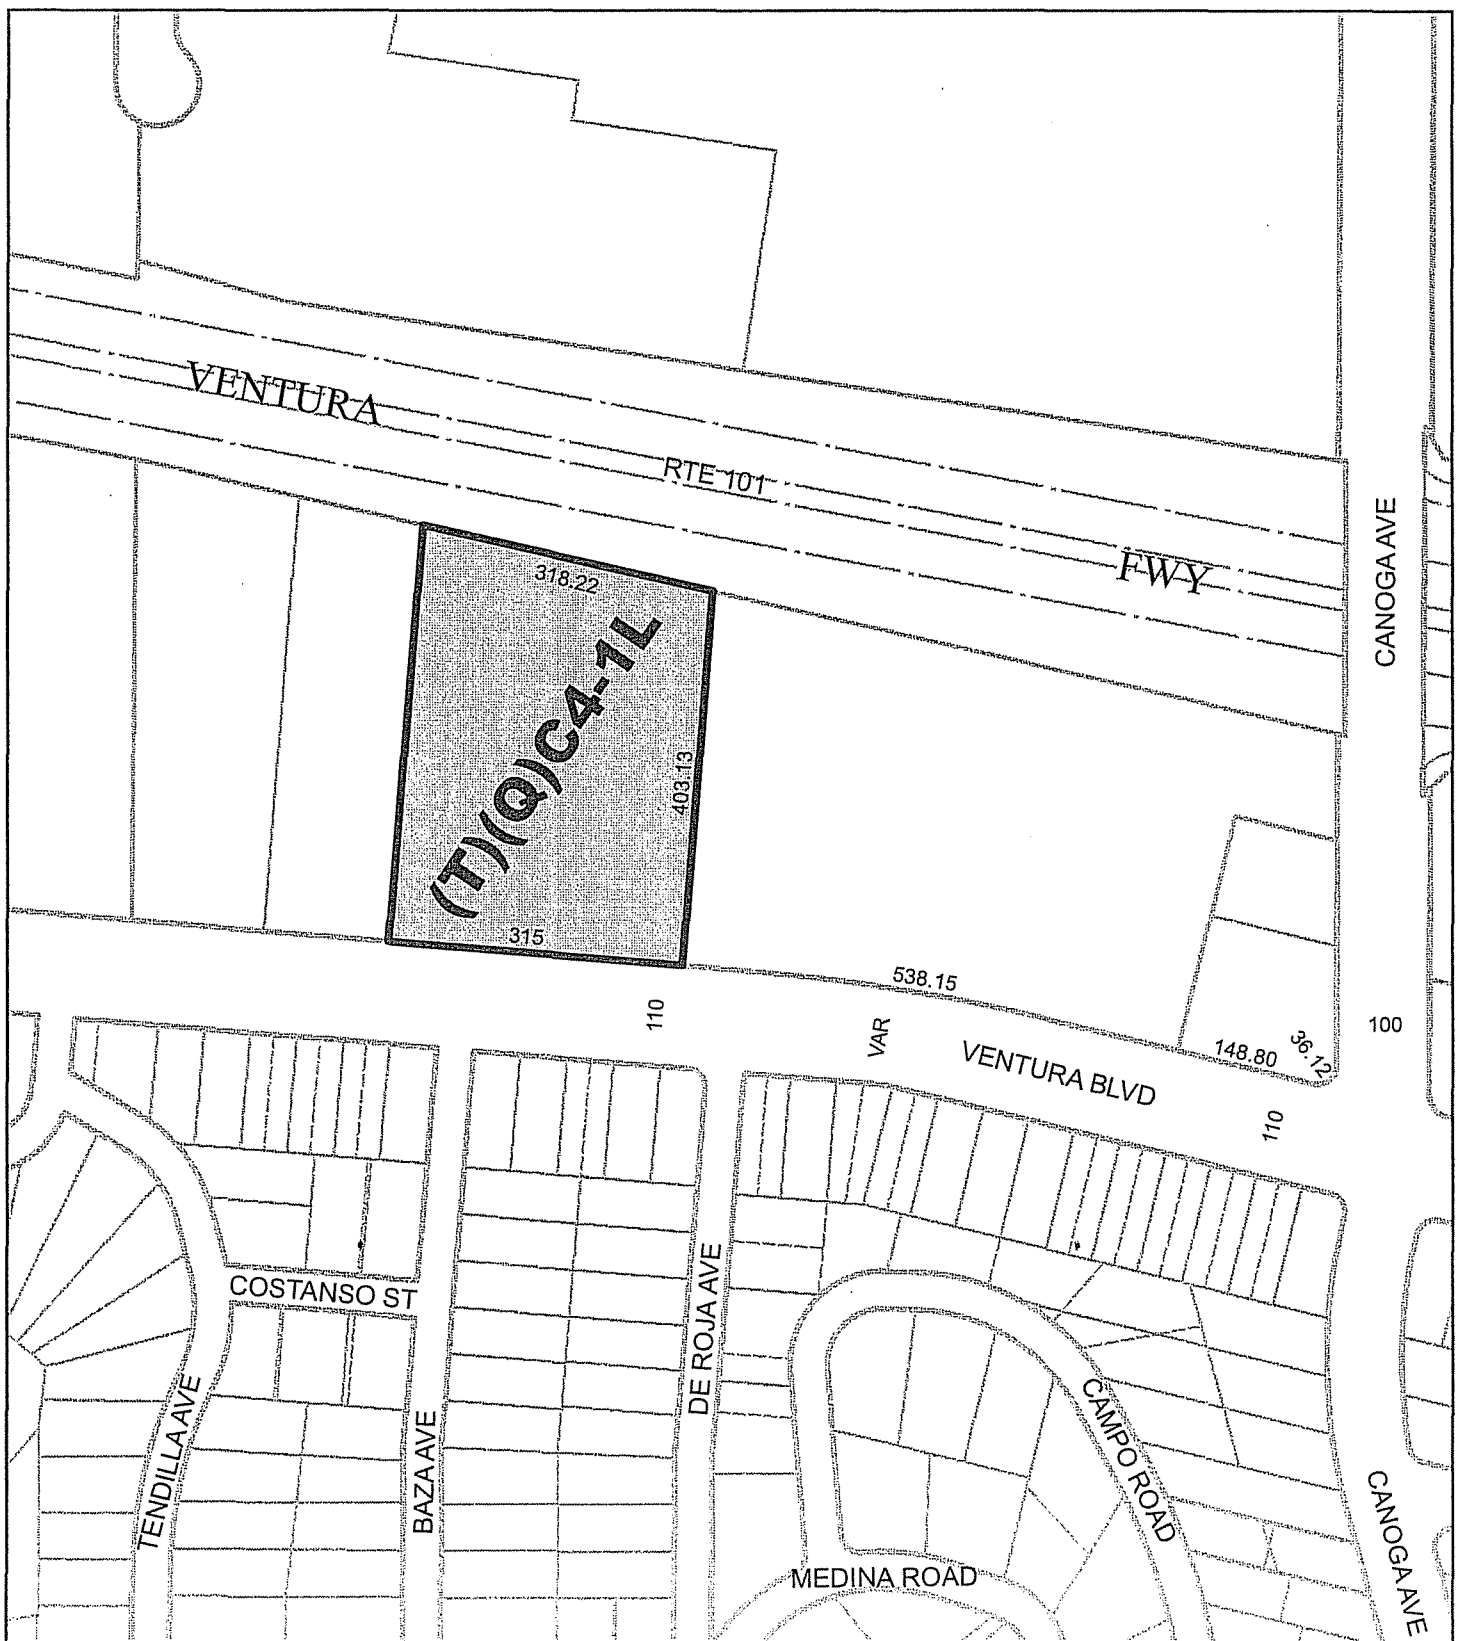 VENTURA
RTE 101
FWY
CANOGA AVE
318.22
(T)(Q)C4-1L
403.13
315
538.15
110
VAR
VENTURA BLVD
148.80
36.12
100
110
COSTANSO ST
DE ROJA AVE
TENDILLA AVE
BAZA AVE
CAMPO ROAD
MEDINA ROAD
CANOGA AVE